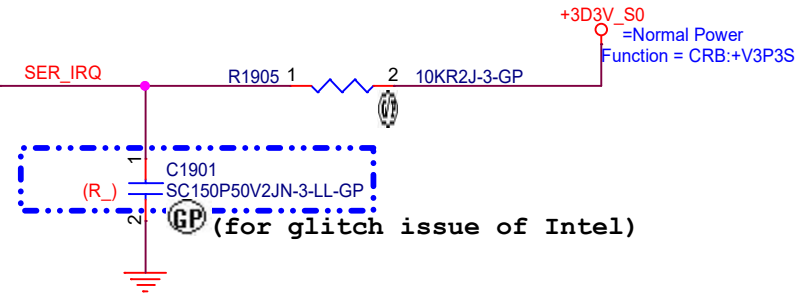 +3D3V_S0
=Normal Power
Function = CRB:+V3P3S
SER_IRQ
R1905 1
2 10KR2J-3-GP
G/P
1
C1901
(R_)
SC150P50V2JN-3-LL-GP
2
GP
(for glitch issue of Intel)